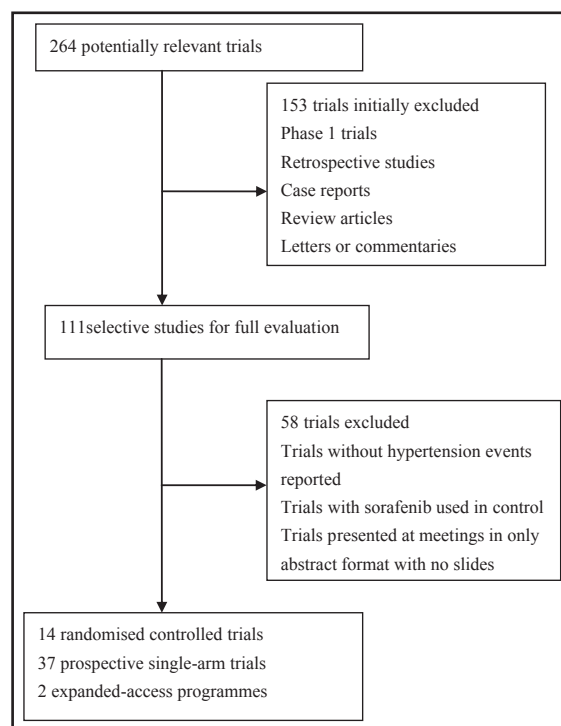 264 potentially relevant trials
153 trials initially excluded
Phase 1 trials
Retrospective studies
Case reports
Review articles
Letters or commentaries
111selective studies for full evaluation
58 trials excluded
Trials without hypertension events
reported
Trials with sorafenib used in control
Trials presented at meetings in only
abstract format with no slides
14 randomised controlled trials
37 prospective single-arm trials
2 expanded-access programmes